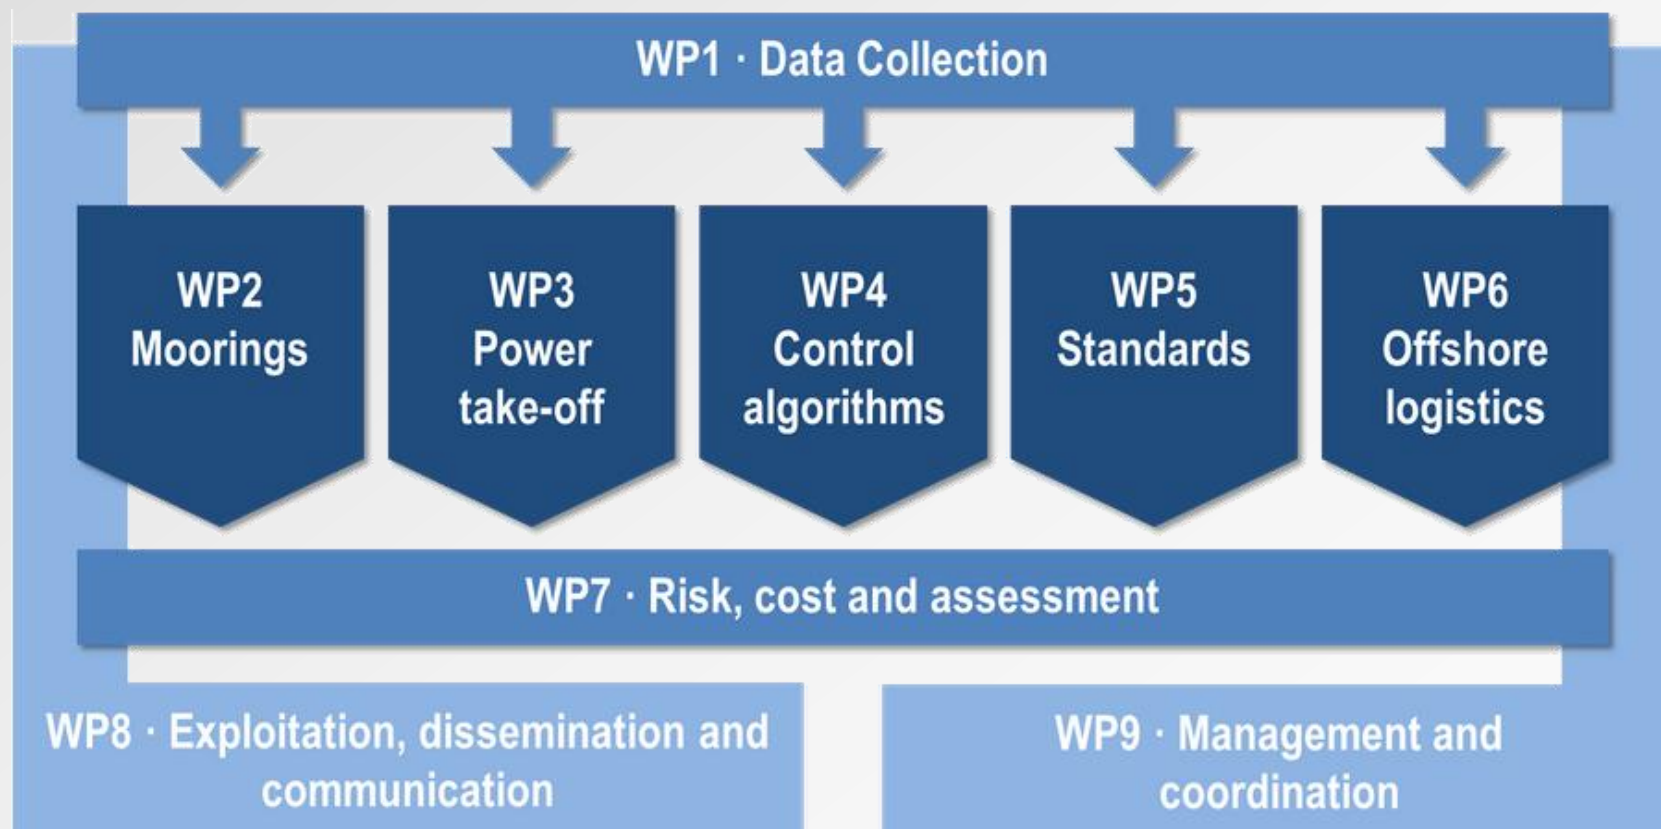 WP1 · Data Collection
WP2
Moorings
WP3
Power
take-off
WP4
Control
algorithms
WP5
Standards
WP6
Offshore
logistics
WP7 · Risk, cost and assessment
WP8 · Exploitation, dissemination and
communication
WP9 · Management and
coordination